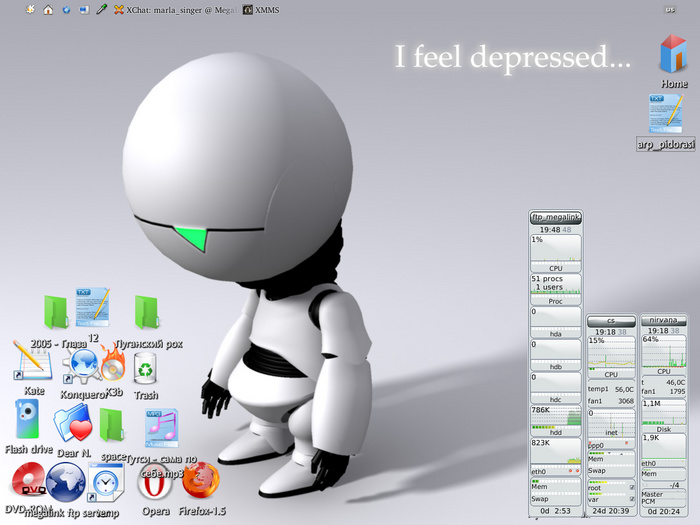 XChat: marla_singer @ Mega
XMMS
us
I feel depressed...
Home
TXT
arp_pidorasi
ftp_megalink
19:48 48
1%
CPU
51 procs
1 users
Proc
0
hda
0
hdb
0
hdc
786K
hdd
823K
eth0
Mem
Swap
0d 2:53
cs
19:18 38
15%
CPU
temp1 56,0C
fan1 3068
0
inet
ppp0
Mem
Swap
root
var
24d 20:39
nirvana
19:18 38
64%
CPU
t 46,0C
fan1 1795
1,1M
Disk
1,9K
eth0
Mem
-/4
Master
PCM
0d 20:24
TXT
2005 - Глаза
12
Луганский рок
Kate
Konqueror
K3b
Trash
Flash drive
Dear N.
space
MP3
Тутси - сама по
себе.mp3
DVD
DVD-ROM
megalink ftp server
temp
Opera
Firefox-1.5